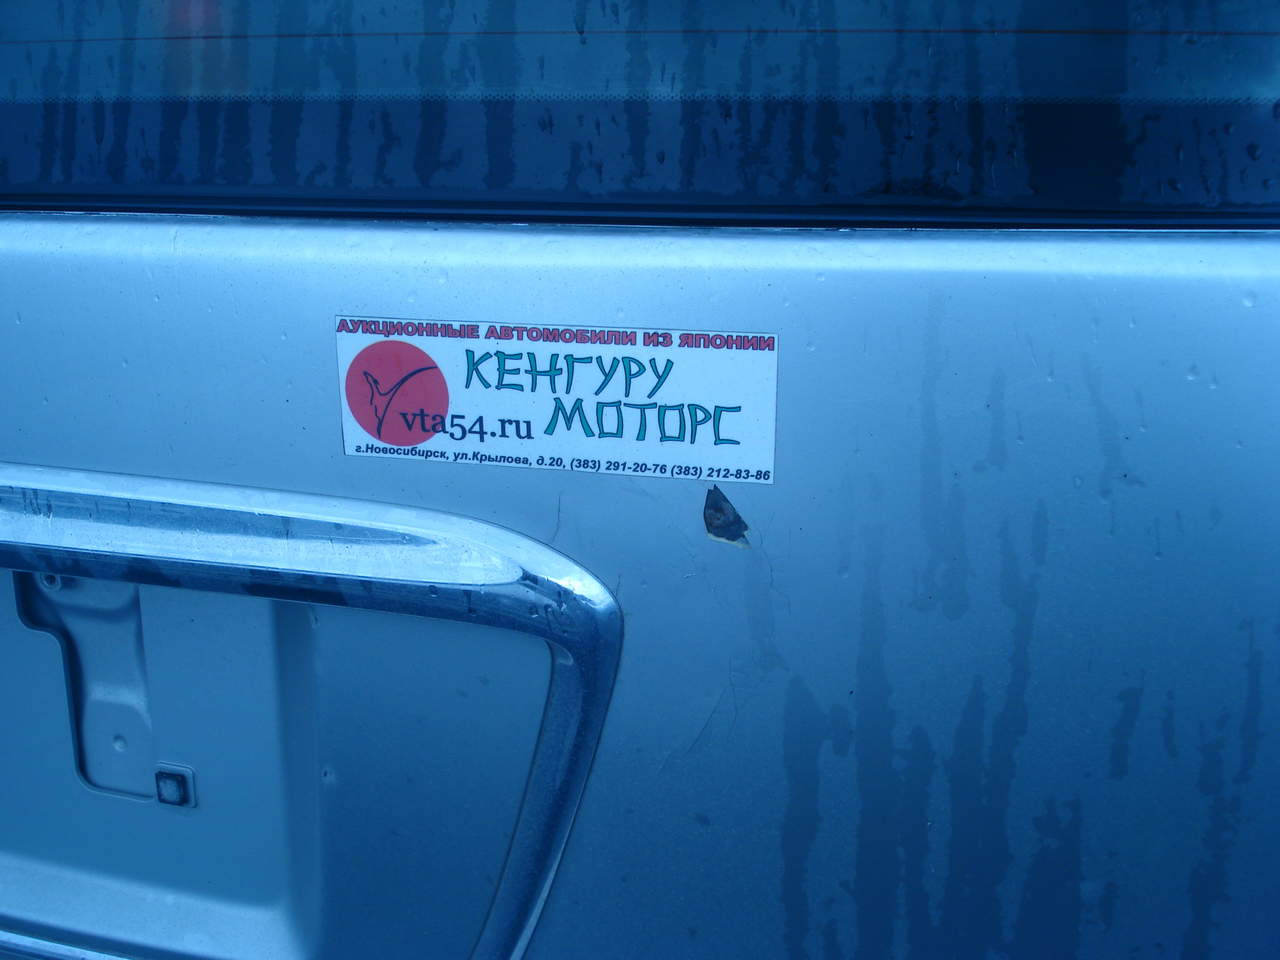 АУКЦИОННЫЕ АВТОМОБИЛИ ИЗ ЯПОНИИ
КЕНГУРУ
МОТОРС
vta54.ru
г.Новосибирск, ул.Крылова, д.20, (383) 291-20-76 (383) 212-83-86